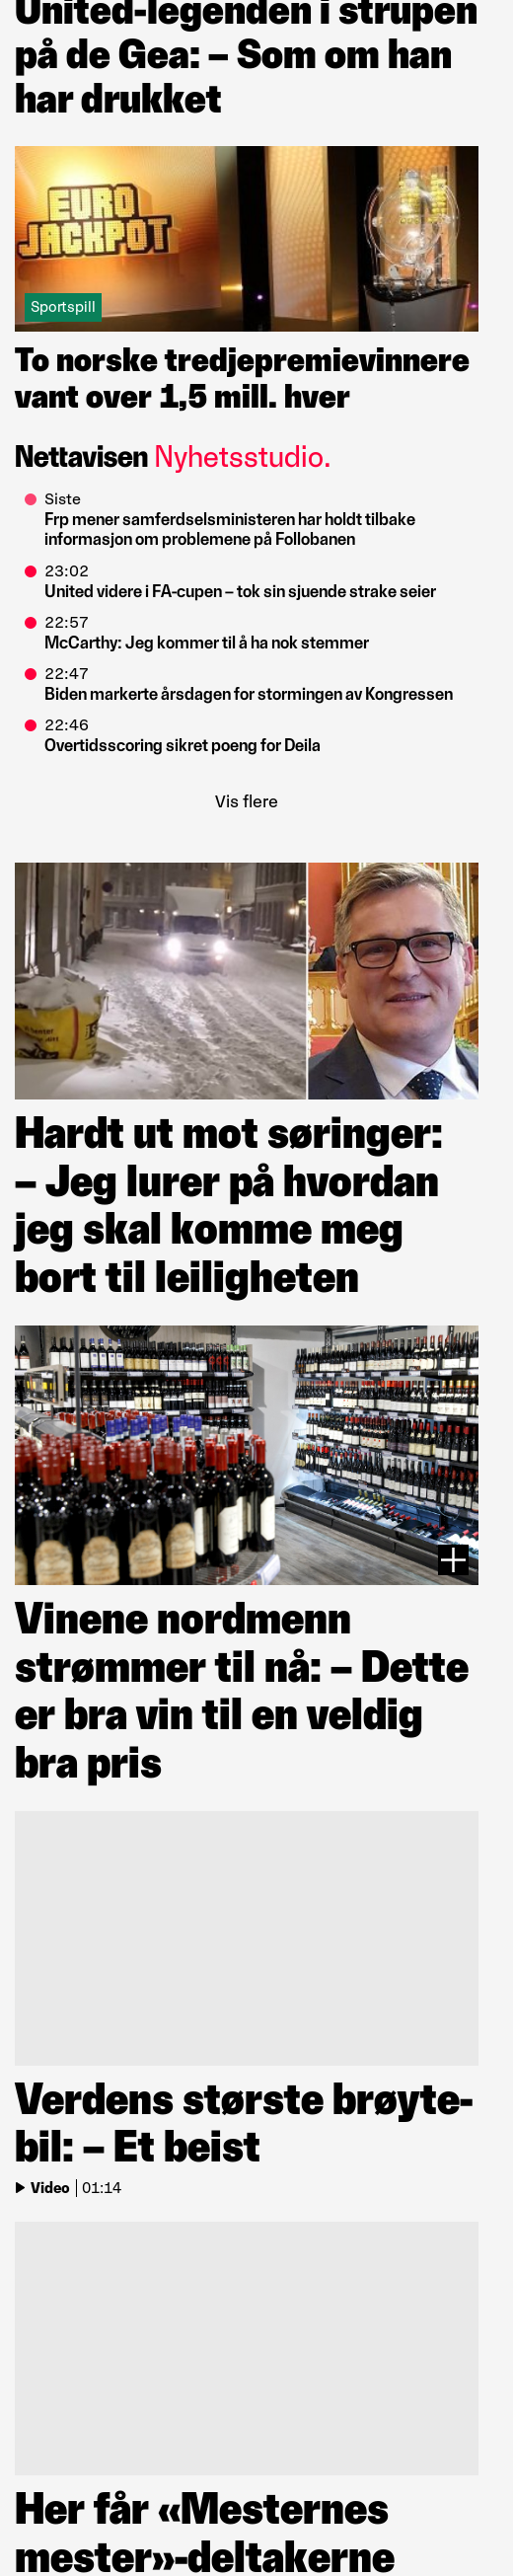 United-legenden i strupen
på de Gea: – Som om han
har drukket
EURO
JACKPOT
Sportspill
To norske tredjepremievinnere
vant over 1,5 mill. hver
Nettavisen Nyhetsstudio.
Siste
Frp mener samferdselsministeren har holdt tilbake
informasjon om problemene på Follobanen
23:02
United videre i FA-cupen – tok sin sjuende strake seier
22:57
McCarthy: Jeg kommer til å ha nok stemmer
22:47
Biden markerte årsdagen for stormingen av Kongressen
22:46
Overtidsscoring sikret poeng for Deila
Vis flere
Hardt ut mot søringer:
– Jeg lurer på hvordan
jeg skal komme meg
bort til leiligheten
Vinene nordmenn
strømmer til nå: – Dette
er bra vin til en veldig
bra pris
Verdens største brøyte-
bil: – Et beist
Video 01:14
Her får «Mesternes
mester»-deltakerne